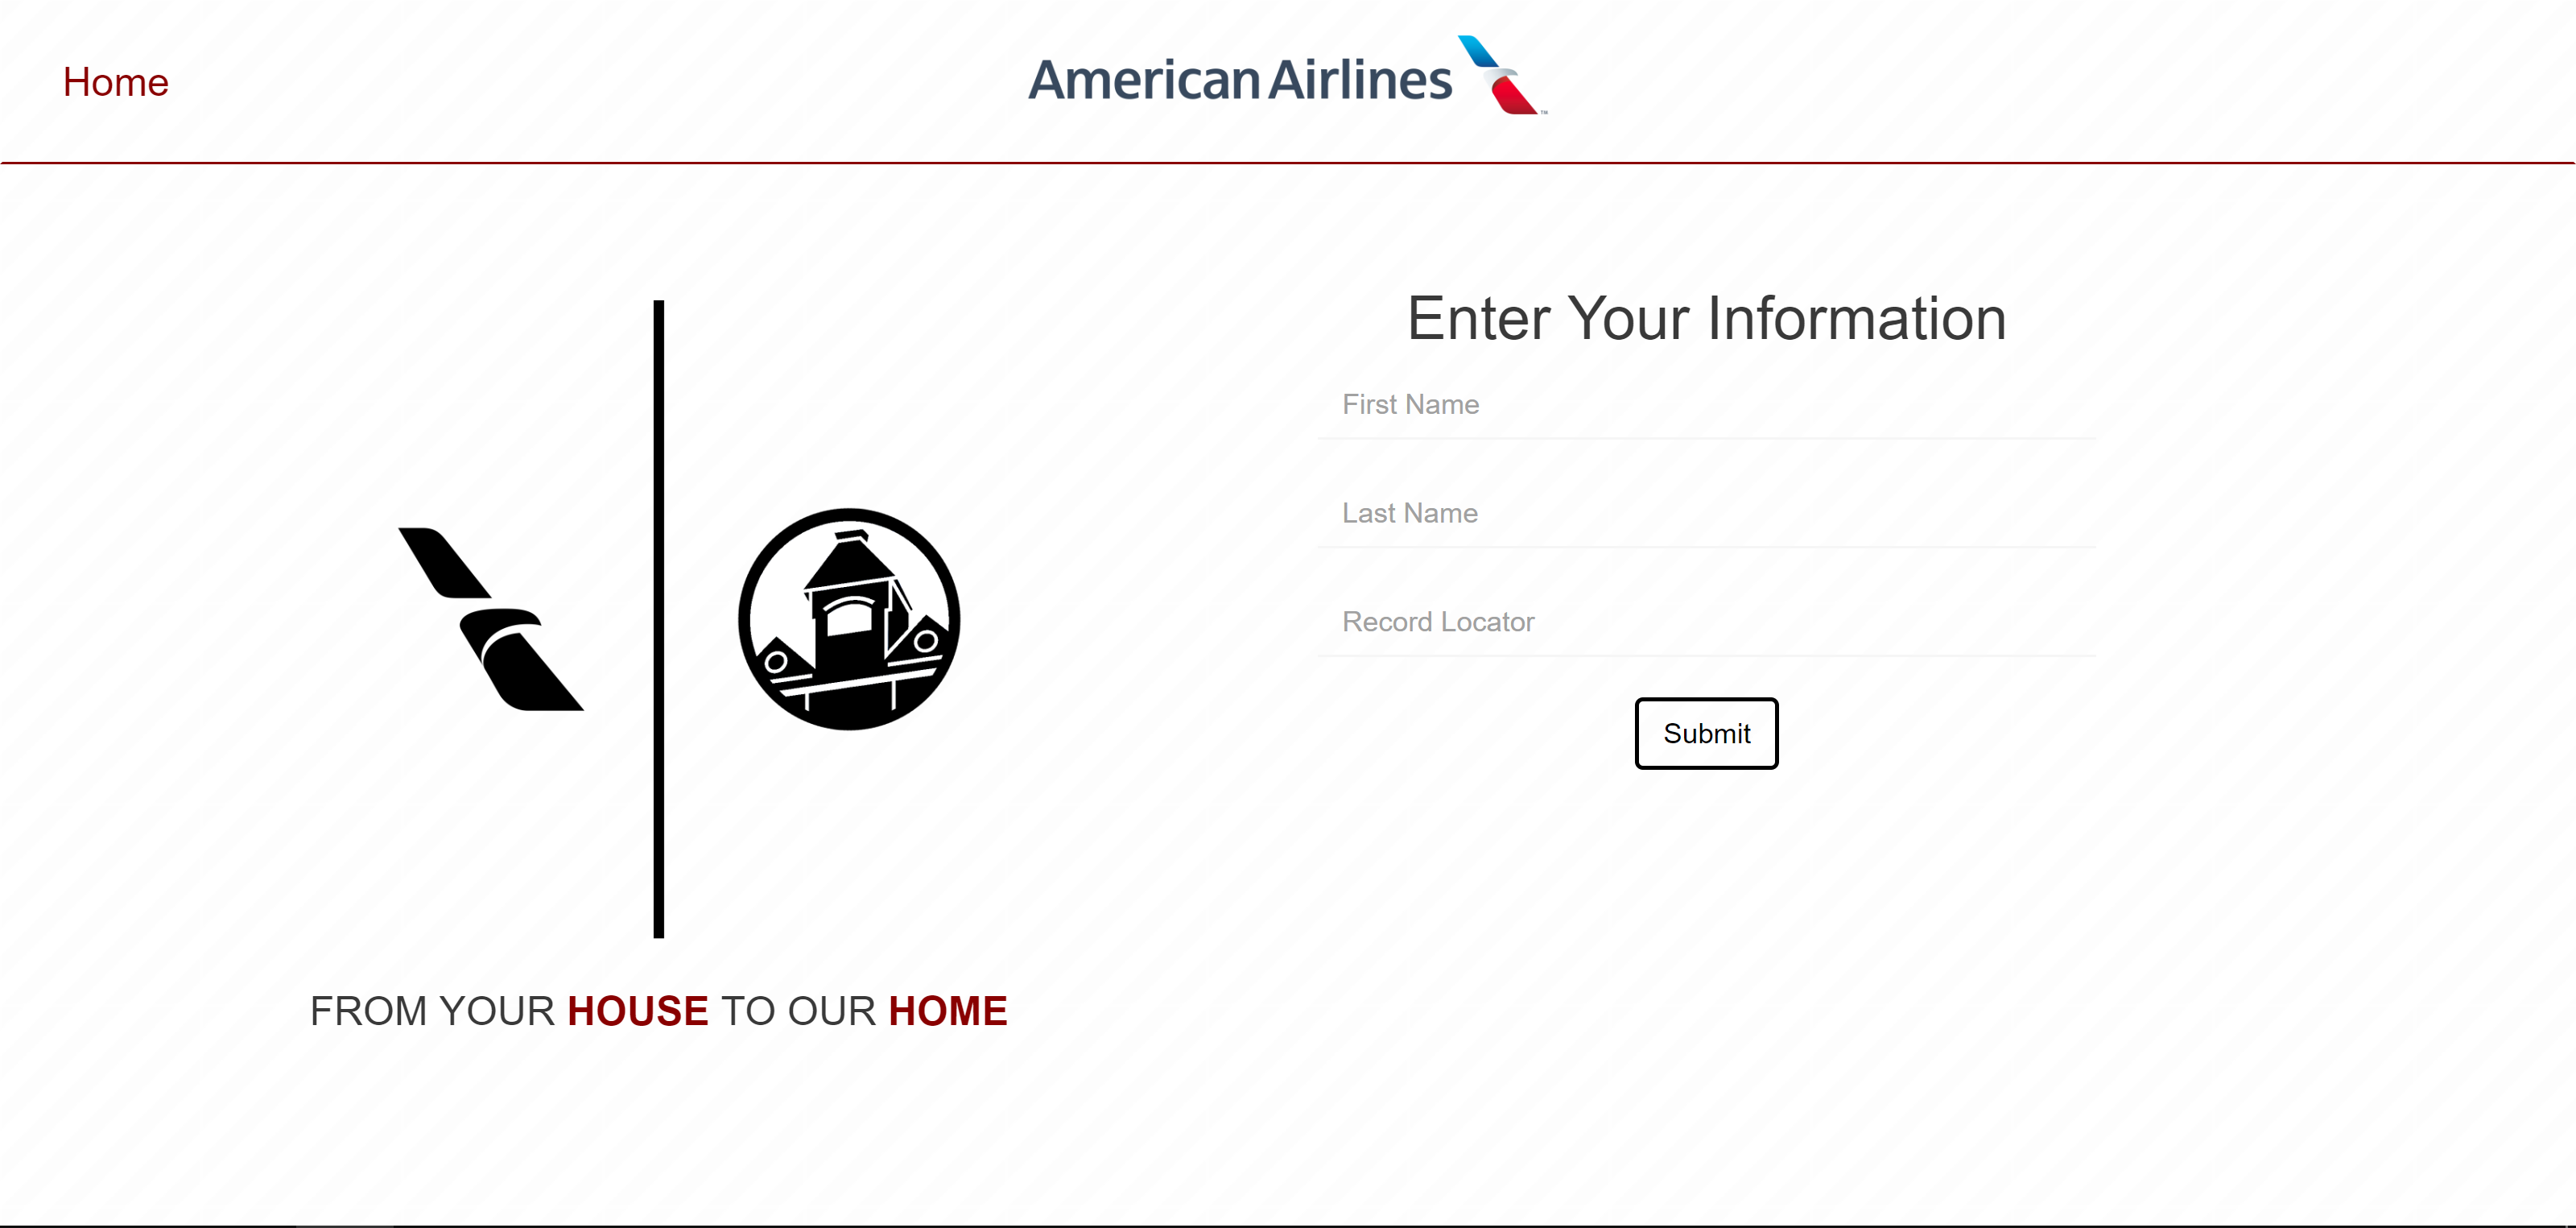 Home
American Airlines
™
Enter Your Information
First Name
Last Name
Record Locator
Submit
FROM YOUR HOUSE TO OUR HOME